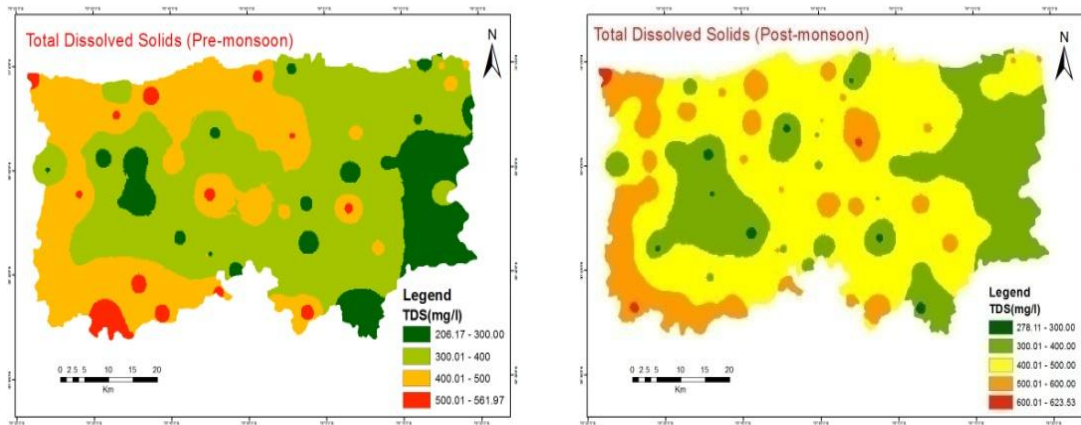 Total Dissolved Solids (Pre-monsoon)
N
Legend
TDS(mg/l)
206.17 - 300.00
300.01 - 400
400.01 - 500
500.01 - 561.97
0 2.5 5 10 15 20
Km
Total Dissolved Solids (Post-monsoon)
N
Legend
TDS(mg/l)
278.11 - 300.00
300.01 - 400.00
400.01 - 500.00
500.01 - 600.00
600.01 - 623.53
0 2.5 5 10 15 20
Km